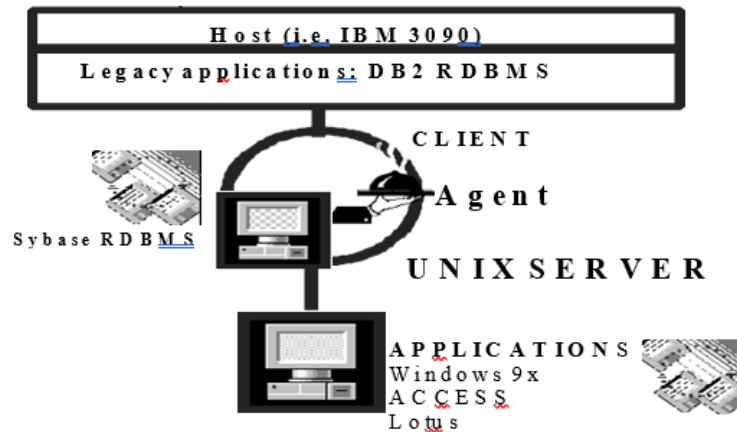 Host (i.e. IBM 3090)
Legacy applications: DB2 RDBMS
CLIENT
Agent
Sybase RDBMS
UNIX SERVER
APPLICATIONS
Windows 9x
ACCESS
Lotus